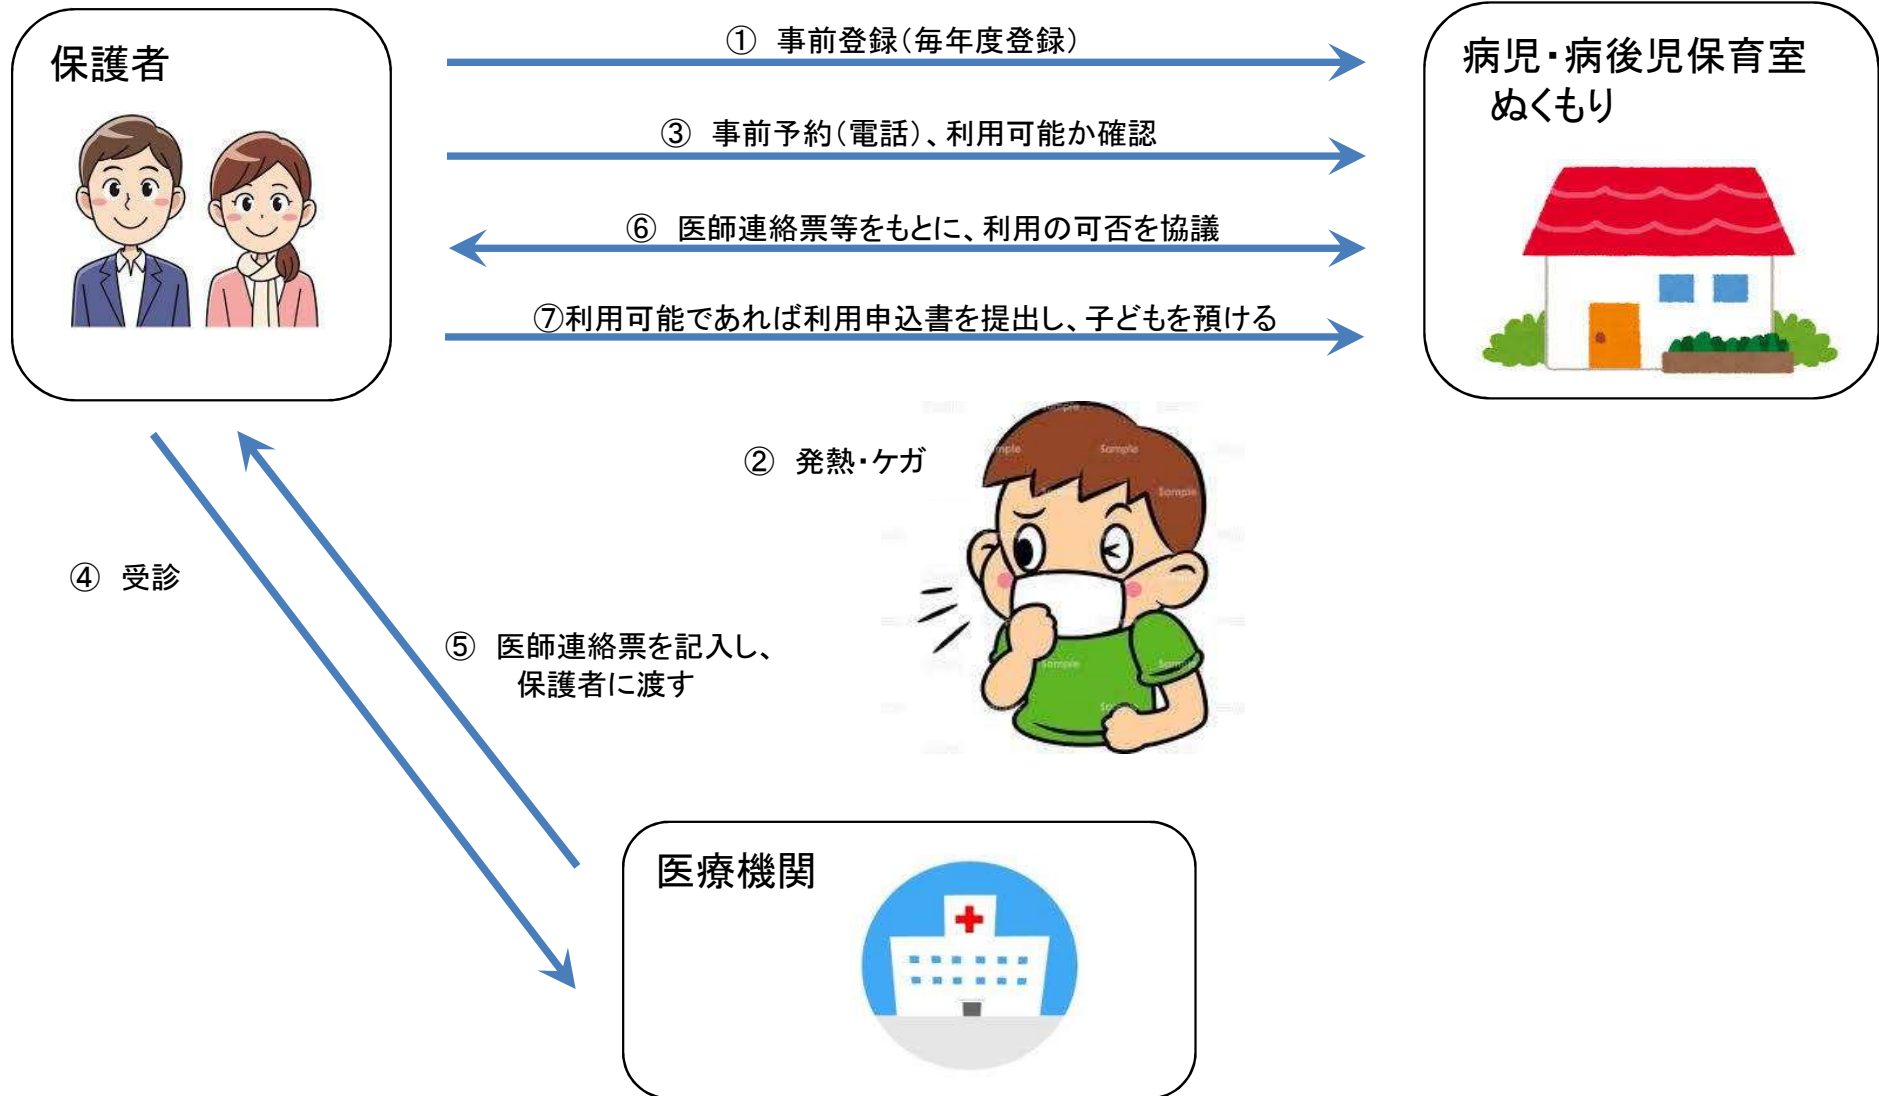 保護者
① 事前登録(毎年度登録)
病児・病後児保育室
ぬくもり
③ 事前予約(電話)、利用可能か確認
⑥ 医師連絡票等をもとに、利用の可否を協議
⑦利用可能であれば利用申込書を提出し、子どもを預ける
② 発熱・ケガ
Sample
Sample
Sample
Sample
Sample
④ 受診
⑤ 医師連絡票を記入し、
保護者に渡す
医療機関